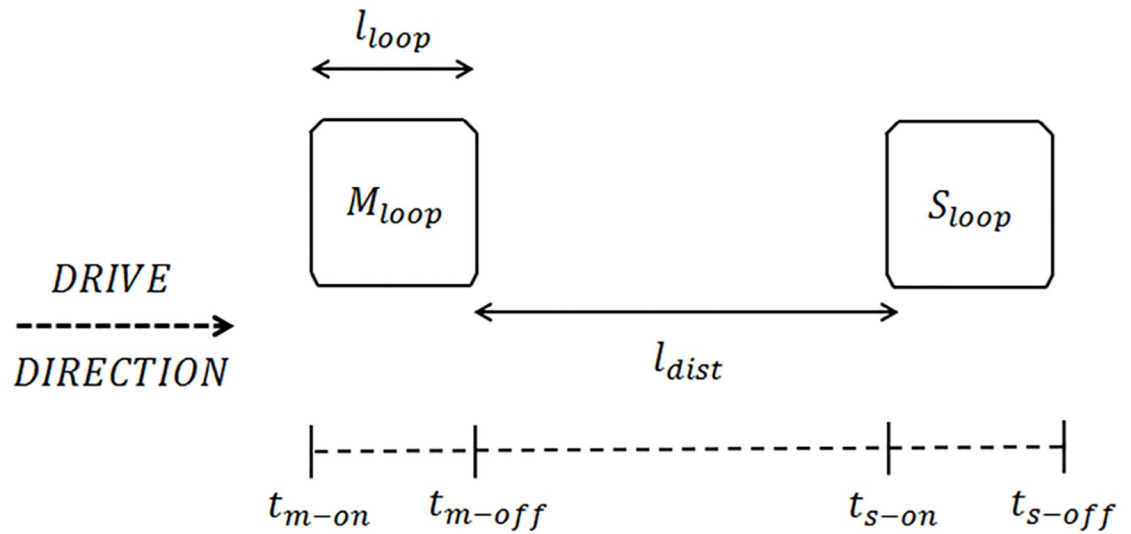 l_loop
M_loop
S_loop
DRIVE
DIRECTION
l_dist
t_m-on t_m-off t_s-on t_s-off